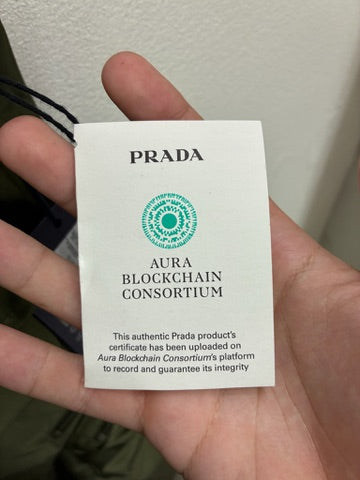 PRADA
AURA
BLOCKCHAIN
CONSORTIUM
This authentic Prada product's
certificate has been uploaded on
Aura Blockchain Consortium's platform
to record and guarantee its integrity